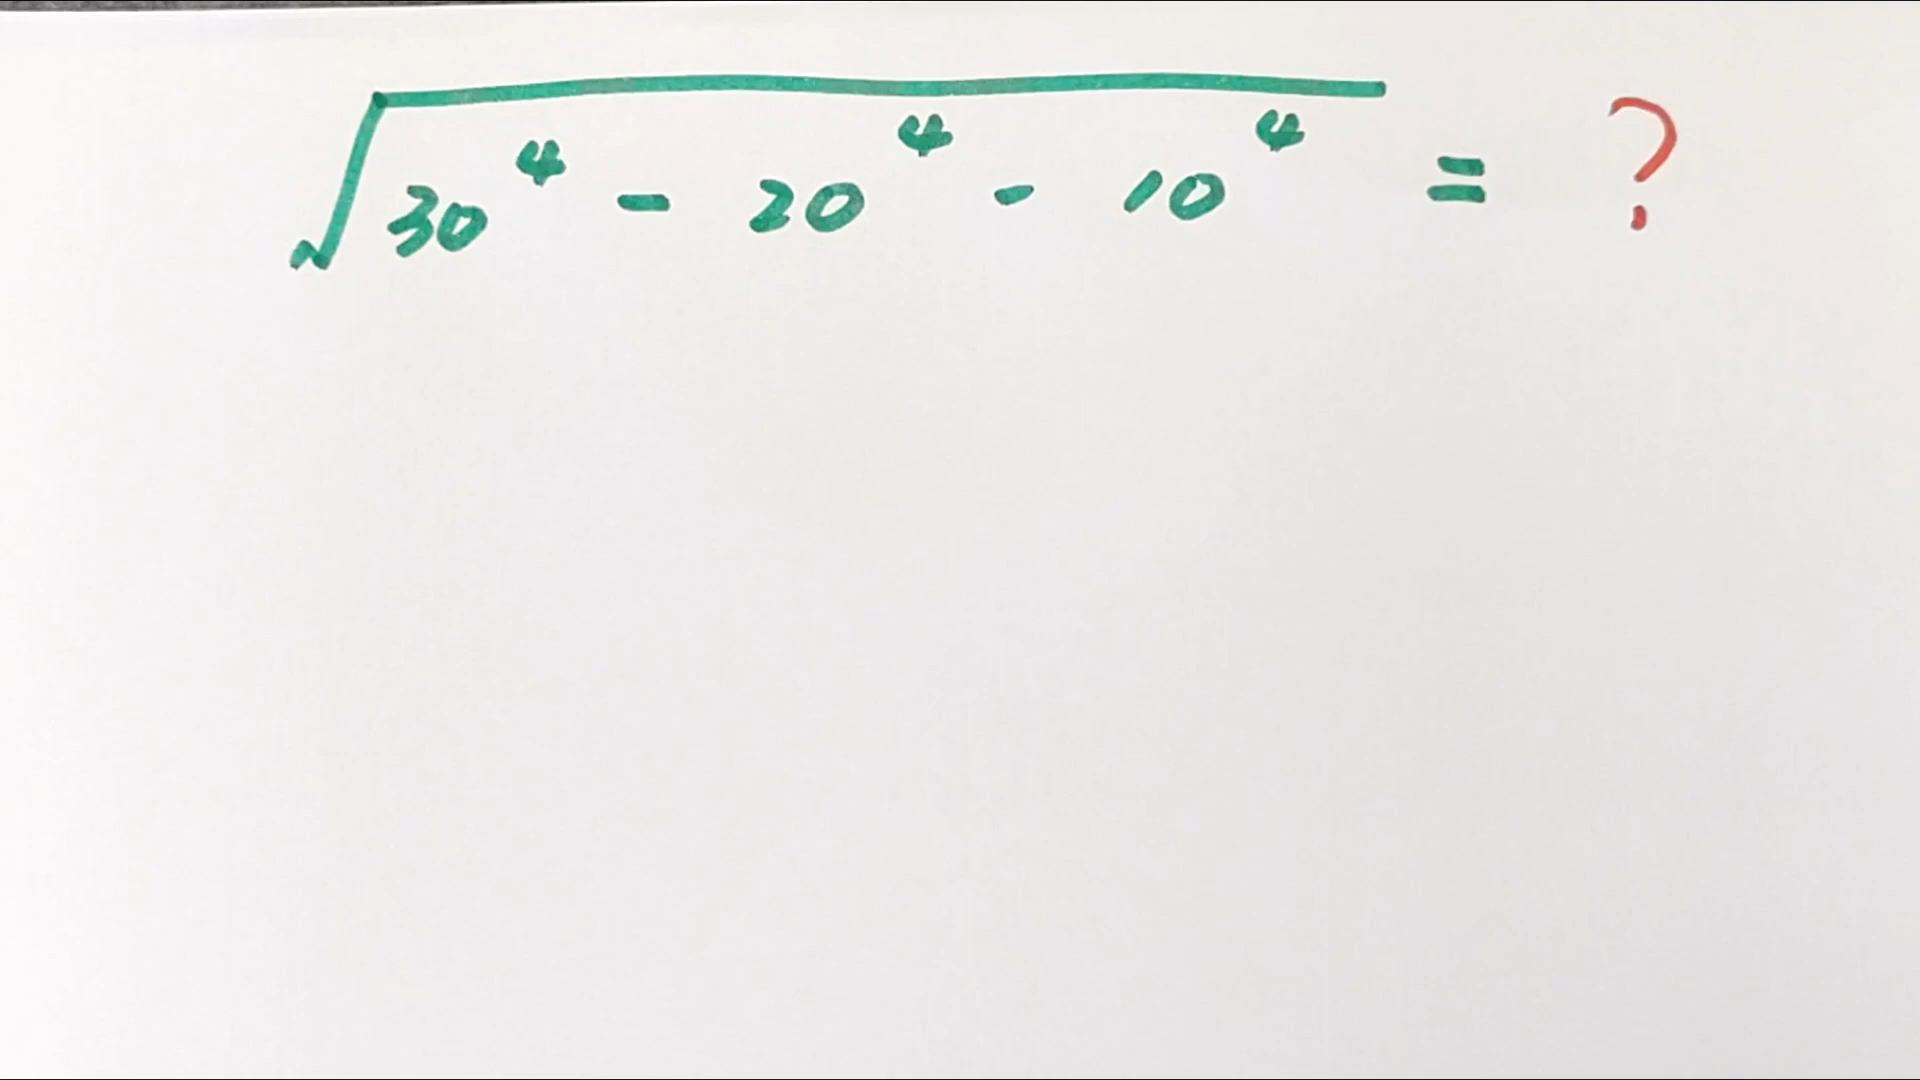 √(30⁴ - 20⁴ - 10⁴) = ?